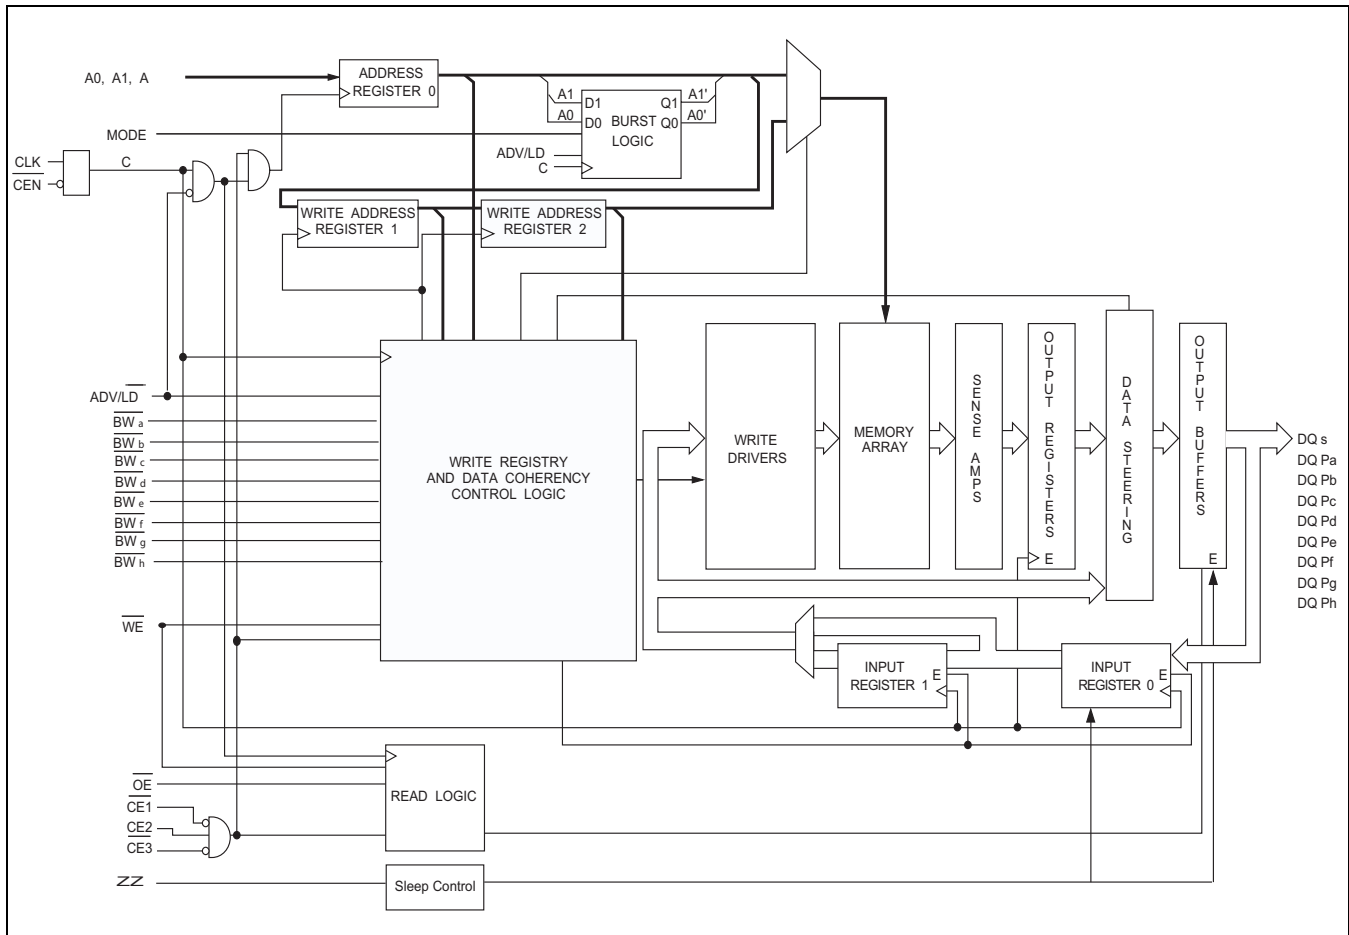 A0, A1, A
ADDRESS
REGISTER 0
A1
D1
Q1
A1'
A0
D0
BURST
Q0
A0'
LOGIC
MODE
ADV/LD
C
CLK
C
CEN
WRITE ADDRESS
REGISTER 1
WRITE ADDRESS
REGISTER 2
ADV/LD
BW a
BW b
BW c
BW d
BW e
BW f
BW g
BW h
WE
WRITE REGISTRY
AND DATA COHERENCY
CONTROL LOGIC
WRITE
DRIVERS
MEMORY
ARRAY
SENSE AMPS
OUTPUT REGISTERS
E
DATA STEERING
OUTPUT BUFFERS
E
DQ s
DQ Pa
DQ Pb
DQ Pc
DQ Pd
DQ Pe
DQ Pf
DQ Pg
DQ Ph
INPUT
REGISTER 1
E
INPUT
REGISTER 0
E
OE
CE1
CE2
CE3
READ LOGIC
ZZ
Sleep Control